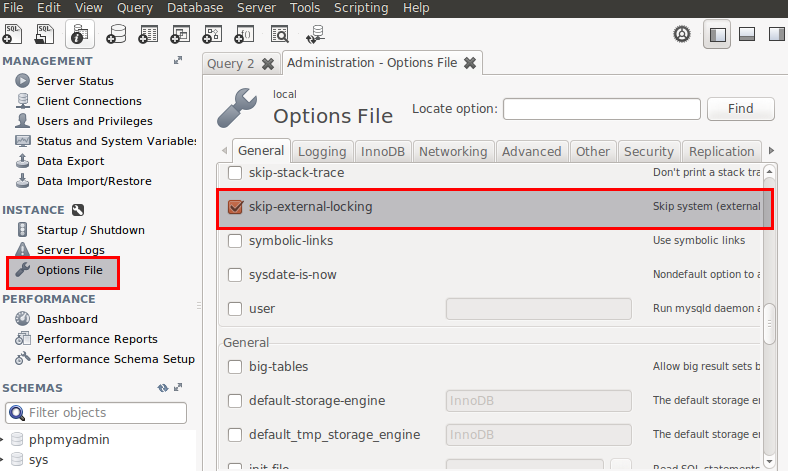 File Edit View Query Database Server Tools Scripting Help
MANAGEMENT
Server Status
Client Connections
Users and Privileges
Status and System Variables
Data Export
Data Import/Restore
INSTANCE
Startup / Shutdown
Server Logs
Options File
PERFORMANCE
Dashboard
Performance Reports
Performance Schema Setup
SCHEMAS
Filter objects
phpmyadmin
sys
Query 2 Administration - Options File
local
Options File Locate option: Find
General Logging InnoDB Networking Advanced Other Security Replication
skip-stack-trace Don't print a stack tra
skip-external-locking Skip system (external
symbolic-links Use symbolic links
sysdate-is-now Nondefault option to a
user Run mysqld daemon a
General
big-tables Allow big result sets b
default-storage-engine InnoDB The default storage e
default_tmp_storage_engine InnoDB The default storage e
init-file Read SQL statements